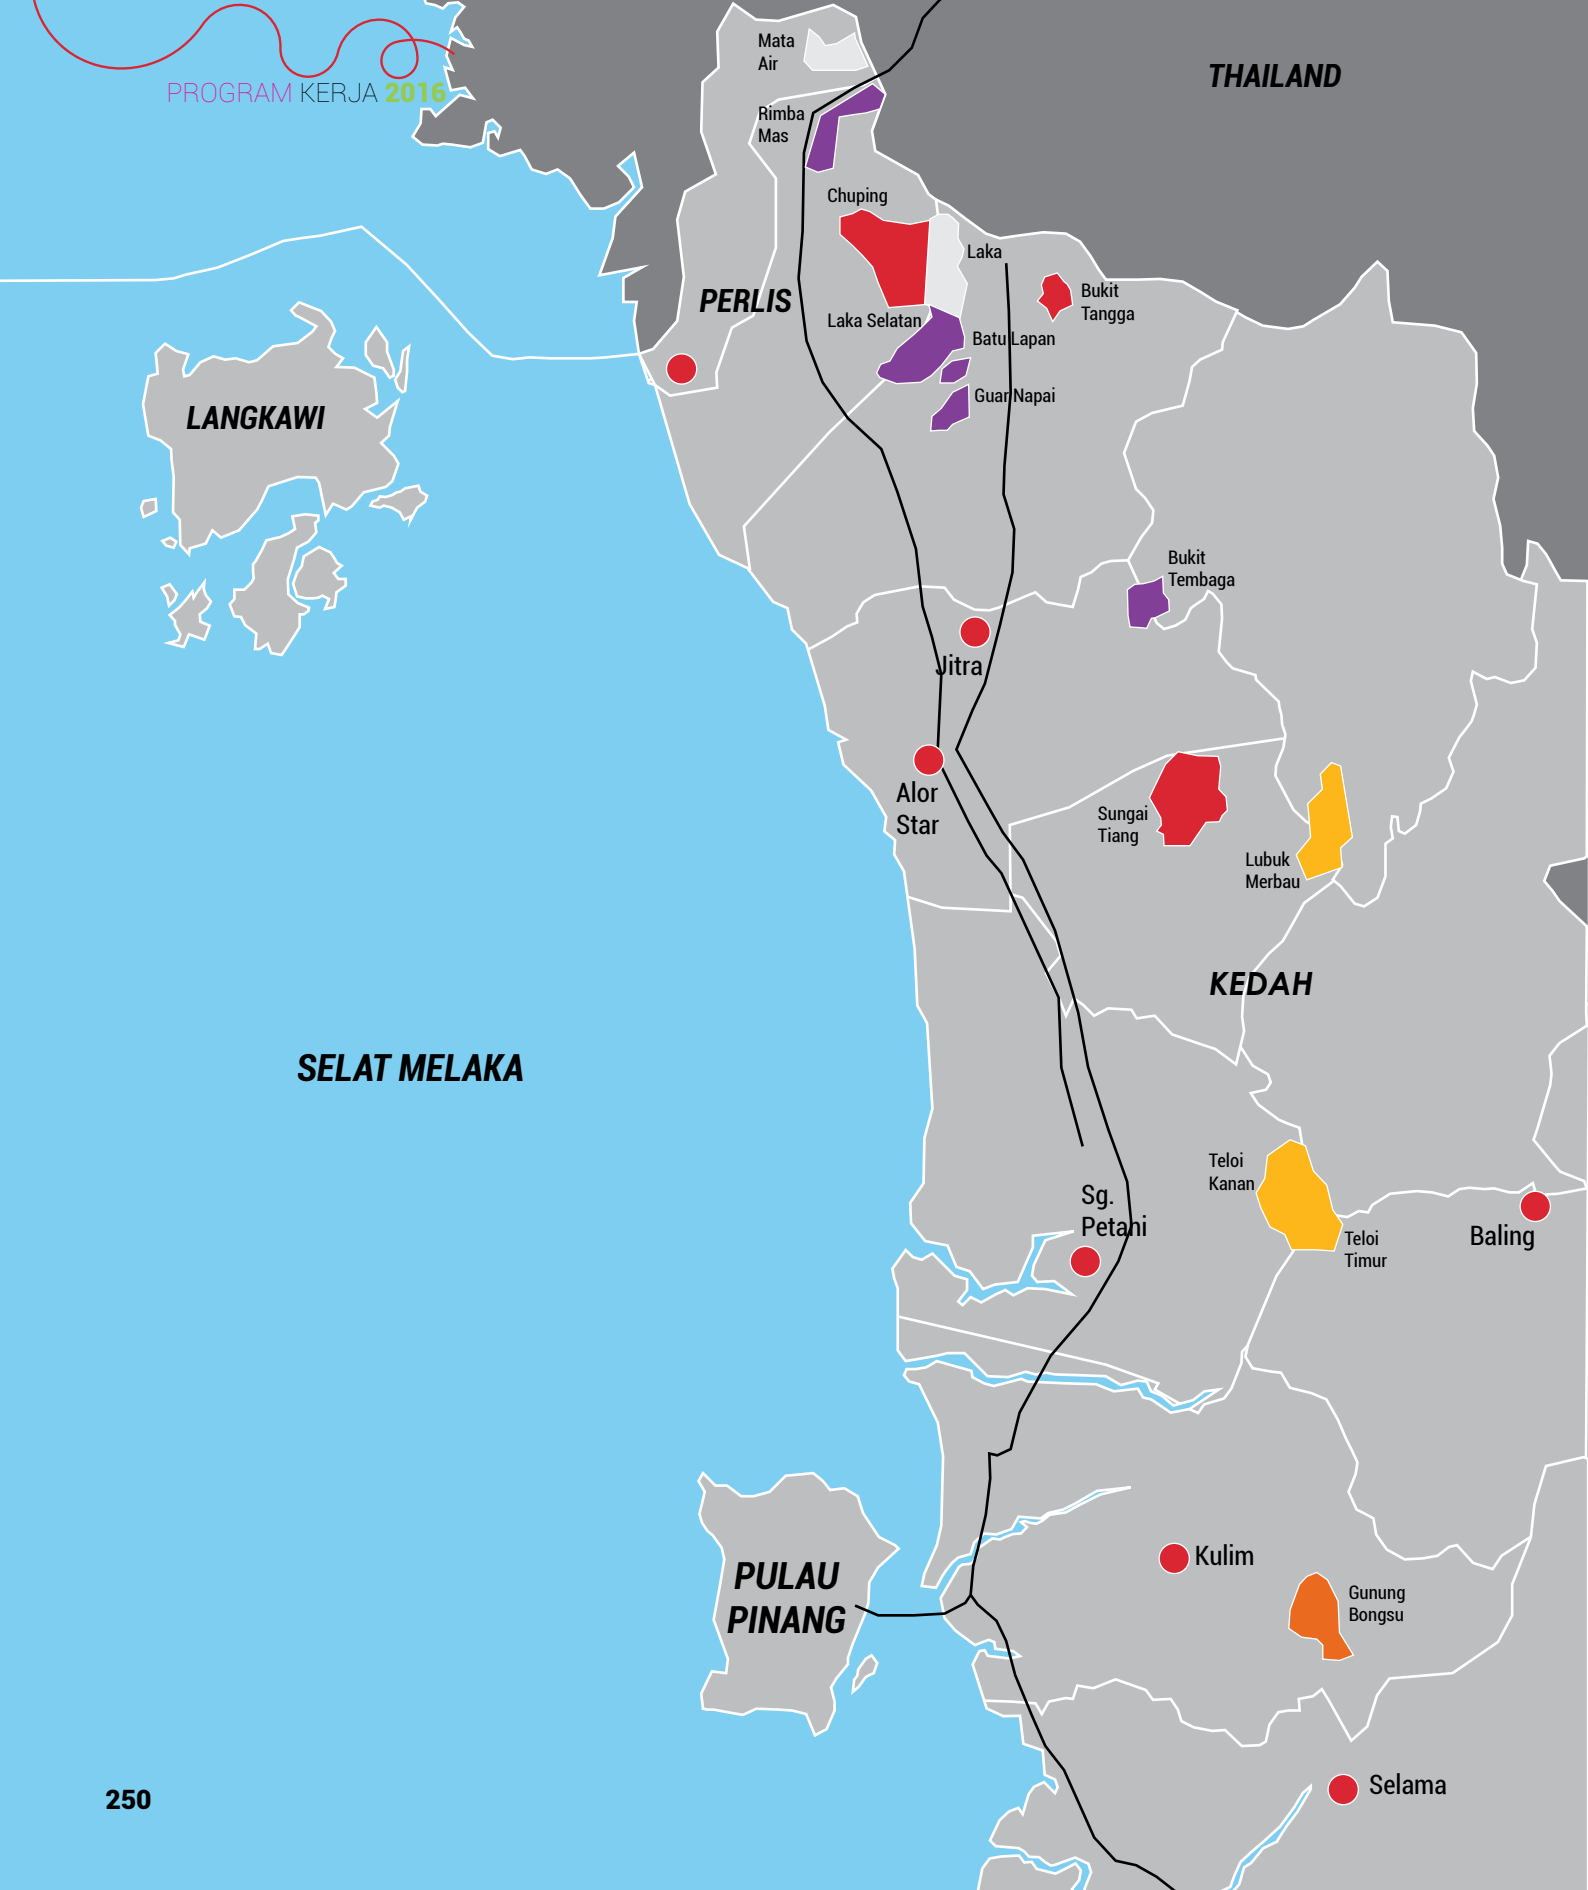 PROGRAM KERJA 2016
Mata
Air
THAILAND
Rimba
Mas
Chuping
Laka
Bukit
Tangga
PERLIS
Laka Selatan
Batu Lapan
Guar Napai
LANGKAWI
Bukit
Tembaga
Jitra
Alor
Star
Sungai
Tiang
Lubuk
Merbau
KEDAH
SELAT MELAKA
Teloi
Kanan
Sg.
Petani
Teloi
Timur
Baling
Kulim
PULAU
PINANG
Gunung
Bongsu
Selama
250